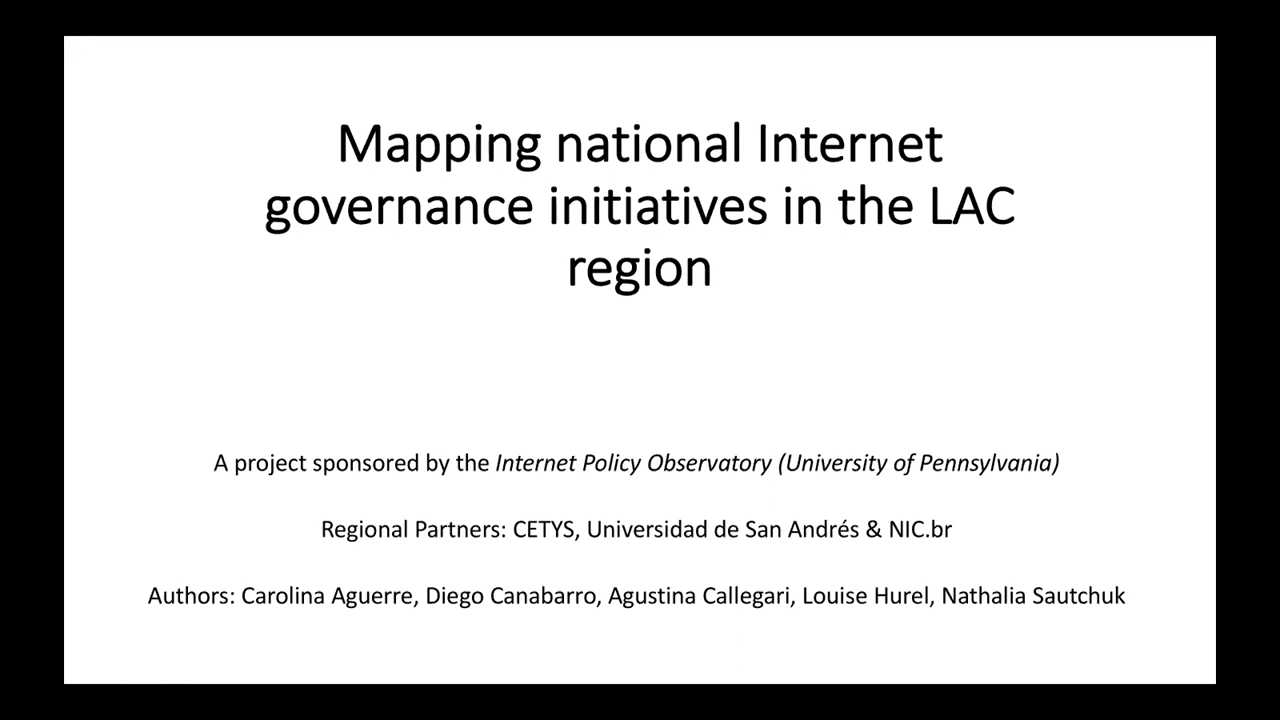 Mapping national Internet
governance initiatives in the LAC
region
A project sponsored by the Internet Policy Observatory (University of Pennsylvania)
Regional Partners: CETYS, Universidad de San Andrés & NIC.br
Authors: Carolina Aguerre, Diego Canabarro, Agustina Callegari, Louise Hurel, Nathalia Sautchuk